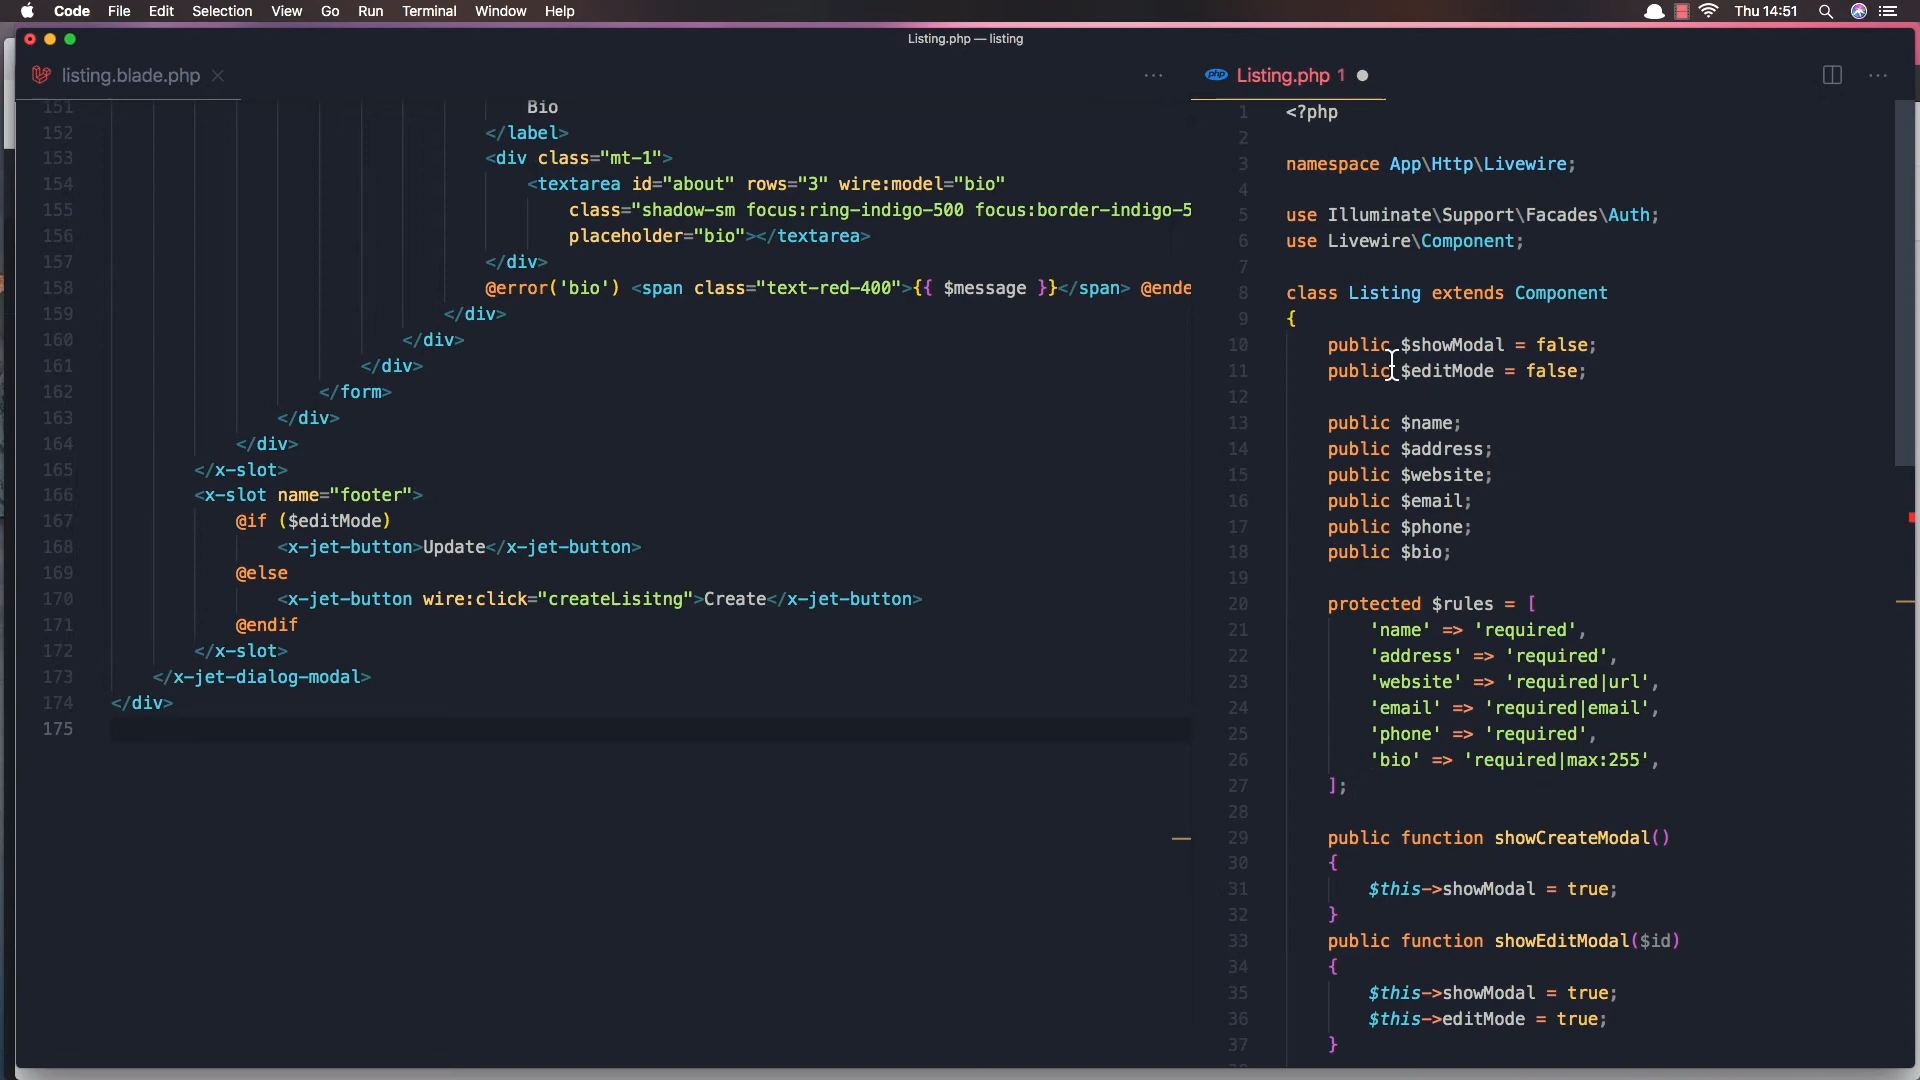 Code File Edit Selection View Go Run Terminal Window Help
Thu 14:51
Listing.php — listing
listing.blade.php
151 Bio
152 </label>
153 <div class="mt-1">
154 <textarea id="about" rows="3" wire:model="bio"
155 class="shadow-sm focus:ring-indigo-500 focus:border-indigo-5
156 placeholder="bio"></textarea>
157 </div>
158 @error('bio') <span class="text-red-400">{{ $message }}</span> @ende
159 </div>
160 </div>
161 </div>
162 </form>
163 </div>
164 </div>
165 </x-slot>
166 <x-slot name="footer">
167 @if ($editMode)
168 <x-jet-button>Update</x-jet-button>
169 @else
170 <x-jet-button wire:click="createLisitng">Create</x-jet-button>
171 @endif
172 </x-slot>
173 </x-jet-dialog-modal>
174 </div>
175
php Listing.php 1
1 <?php
2
3 namespace App\Http\Livewire;
4
5 use Illuminate\Support\Facades\Auth;
6 use Livewire\Component;
7
8 class Listing extends Component
9 {
10 public $showModal = false;
11 public $editMode = false;
12
13 public $name;
14 public $address;
15 public $website;
16 public $email;
17 public $phone;
18 public $bio;
19
20 protected $rules = [
21 'name' => 'required',
22 'address' => 'required',
23 'website' => 'required|url',
24 'email' => 'required|email',
25 'phone' => 'required',
26 'bio' => 'required|max:255',
27 ];
28
29 public function showCreateModal()
30 {
31 $this->showModal = true;
32 }
33 public function showEditModal($id)
34 {
35 $this->showModal = true;
36 $this->editMode = true;
37 }